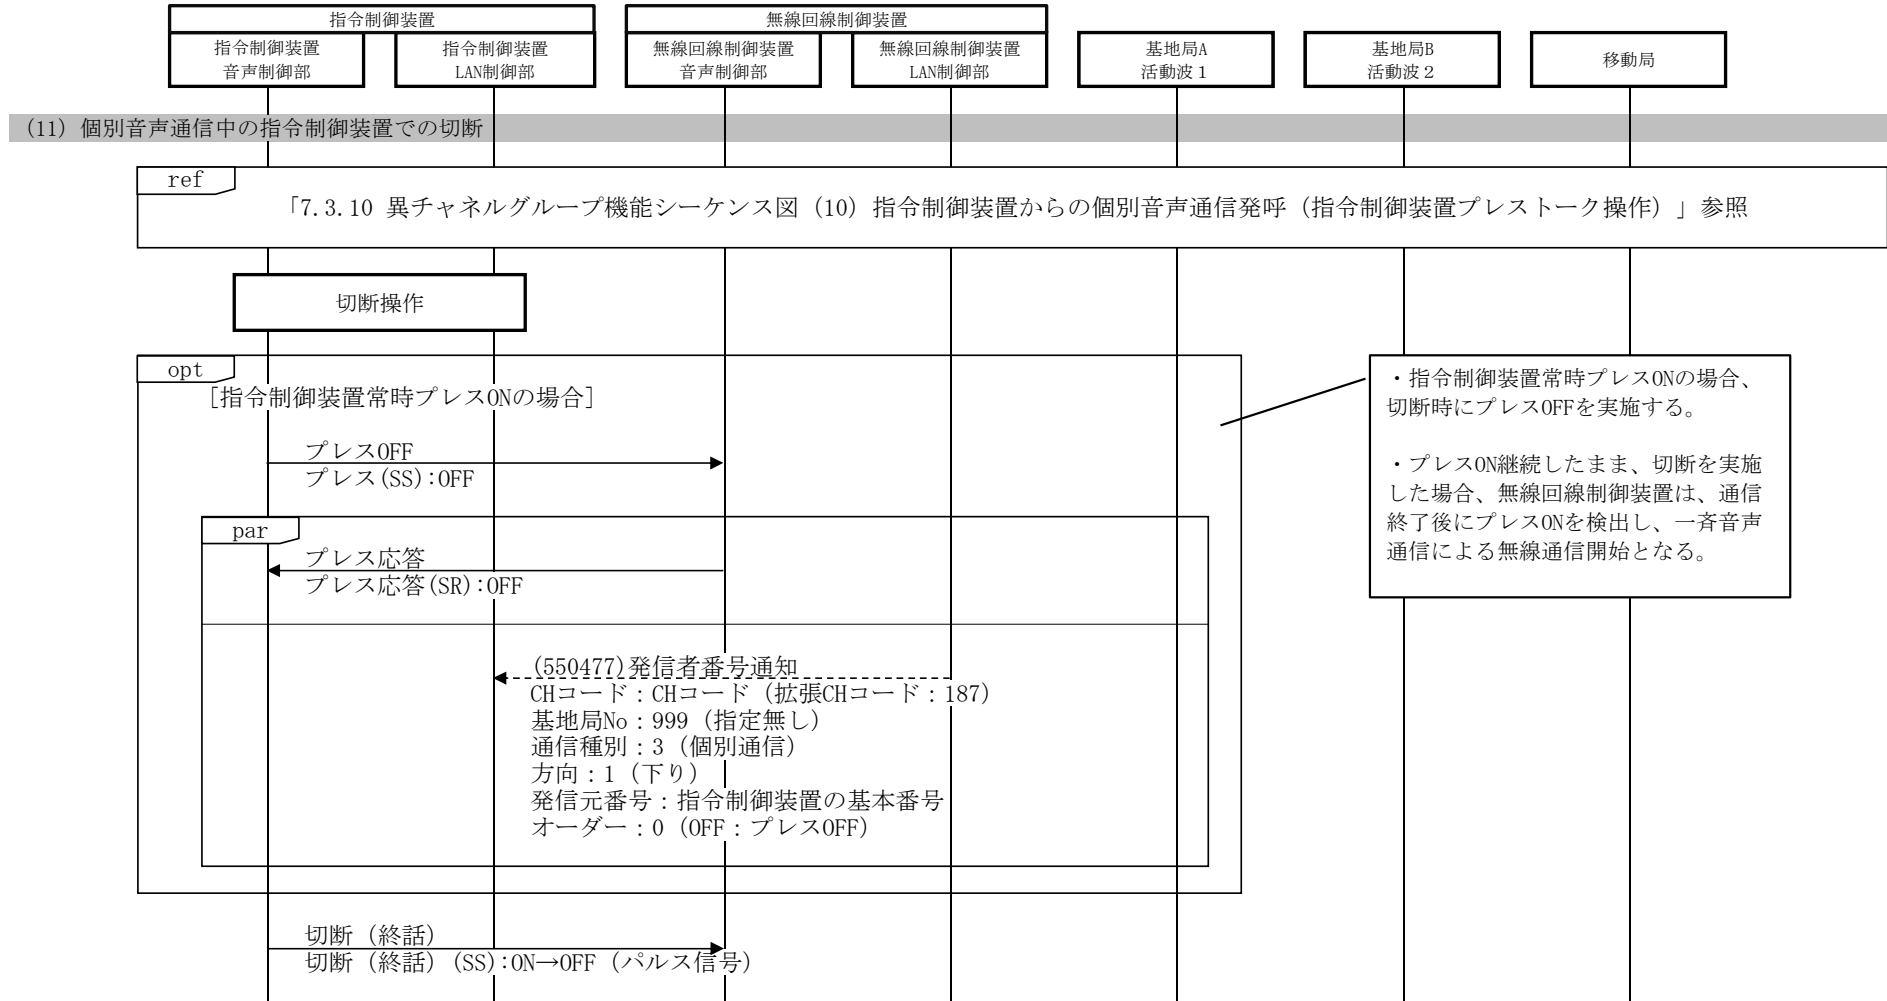 指令制御装置
無線回線制御装置
指令制御装置
音声制御部
指令制御装置
LAN制御部
無線回線制御装置
音声制御部
無線回線制御装置
LAN制御部
基地局A
活動波１
基地局B
活動波２
移動局
(11) 個別音声通信中の指令制御装置での切断
ref
「7.3.10 異チャネルグループ機能シーケンス図（10）指令制御装置からの個別音声通信発呼（指令制御装置プレストーク操作）」参照
切断操作
opt
[指令制御装置常時プレスONの場合]
・指令制御装置常時プレスONの場合、
切断時にプレスOFFを実施する。
・プレスON継続したまま、切断を実施
した場合、無線回線制御装置は、通信
終了後にプレスONを検出し、一斉音声
通信による無線通信開始となる。
プレスOFF
プレス(SS):OFF
par
プレス応答
プレス応答(SR):OFF
(550477)発信者番号通知
CHコード：CHコード（拡張CHコード：187）
基地局No：999（指定無し）
通信種別：3（個別通信）
方向：1（下り）
発信元番号：指令制御装置の基本番号
オーダー：0（OFF：プレスOFF）
切断（終話）
切断（終話）(SS):ON→OFF（パルス信号）